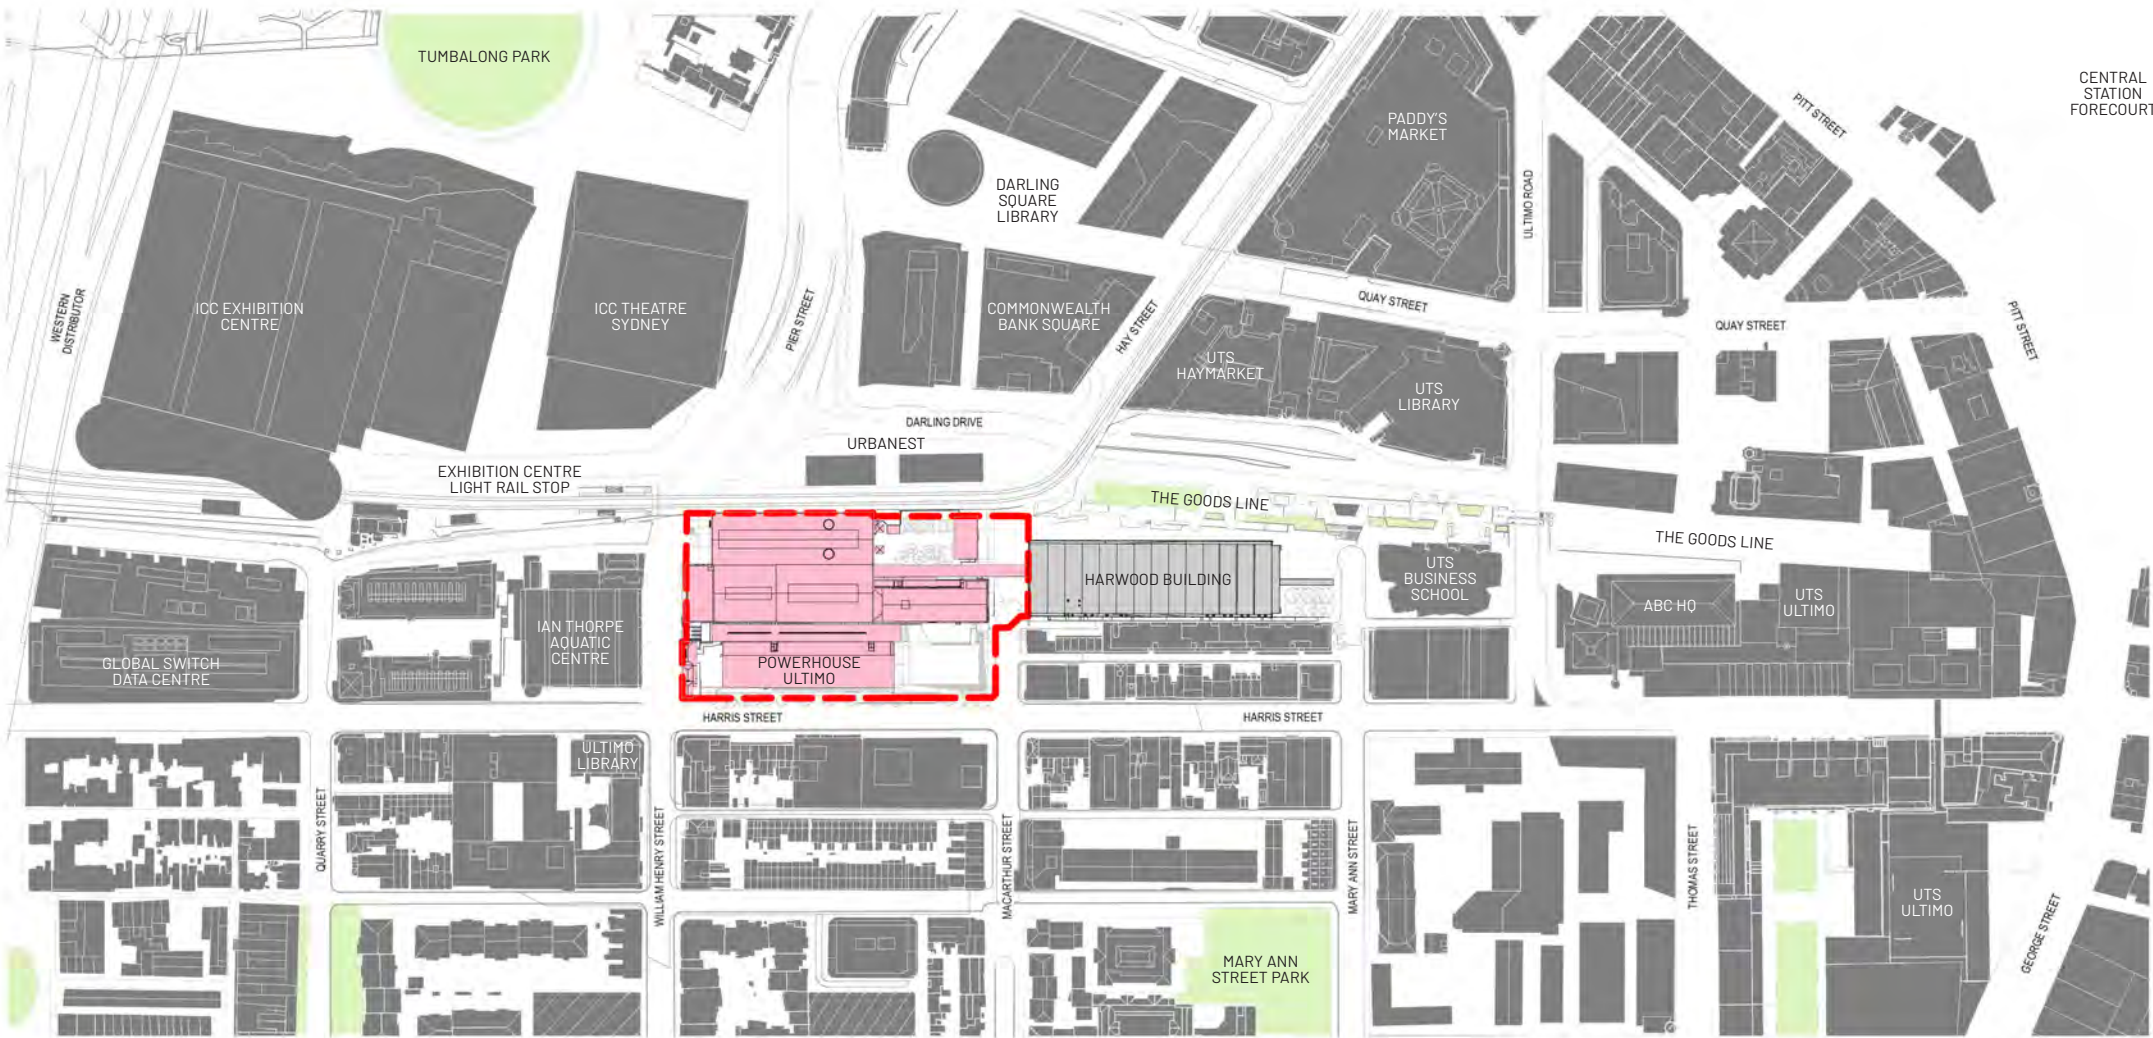 TUMBALONG PARK
CENTRAL
STATION
FORECOURT
PITT STREET
PADDY'S
MARKET
DARLING
SQUARE
LIBRARY
ULTIMO ROAD
WESTERN
DISTRIBUTOR
ICC EXHIBITION
CENTRE
ICC THEATRE
SYDNEY
PIER STREET
COMMONWEALTH
BANK SQUARE
HAY STREET
QUAY STREET
QUAY STREET
PITT STREET
UTS
HAYMARKET
UTS
LIBRARY
DARLING DRIVE
URBANEST
EXHIBITION CENTRE
LIGHT RAIL STOP
THE GOODS LINE
THE GOODS LINE
HARWOOD BUILDING
UTS
BUSINESS
SCHOOL
ABC HQ
UTS
ULTIMO
IAN THORPE
AQUATIC
CENTRE
GLOBAL SWITCH
DATA CENTRE
POWERHOUSE
ULTIMO
HARRIS STREET
HARRIS STREET
ULTIMO
LIBRARY
QUARRY STREET
WILLIAM HENRY STREET
MACARTHUR STREET
MARY ANN STREET
THOMAS STREET
UTS
ULTIMO
GEORGE STREET
MARY ANN
STREET PARK